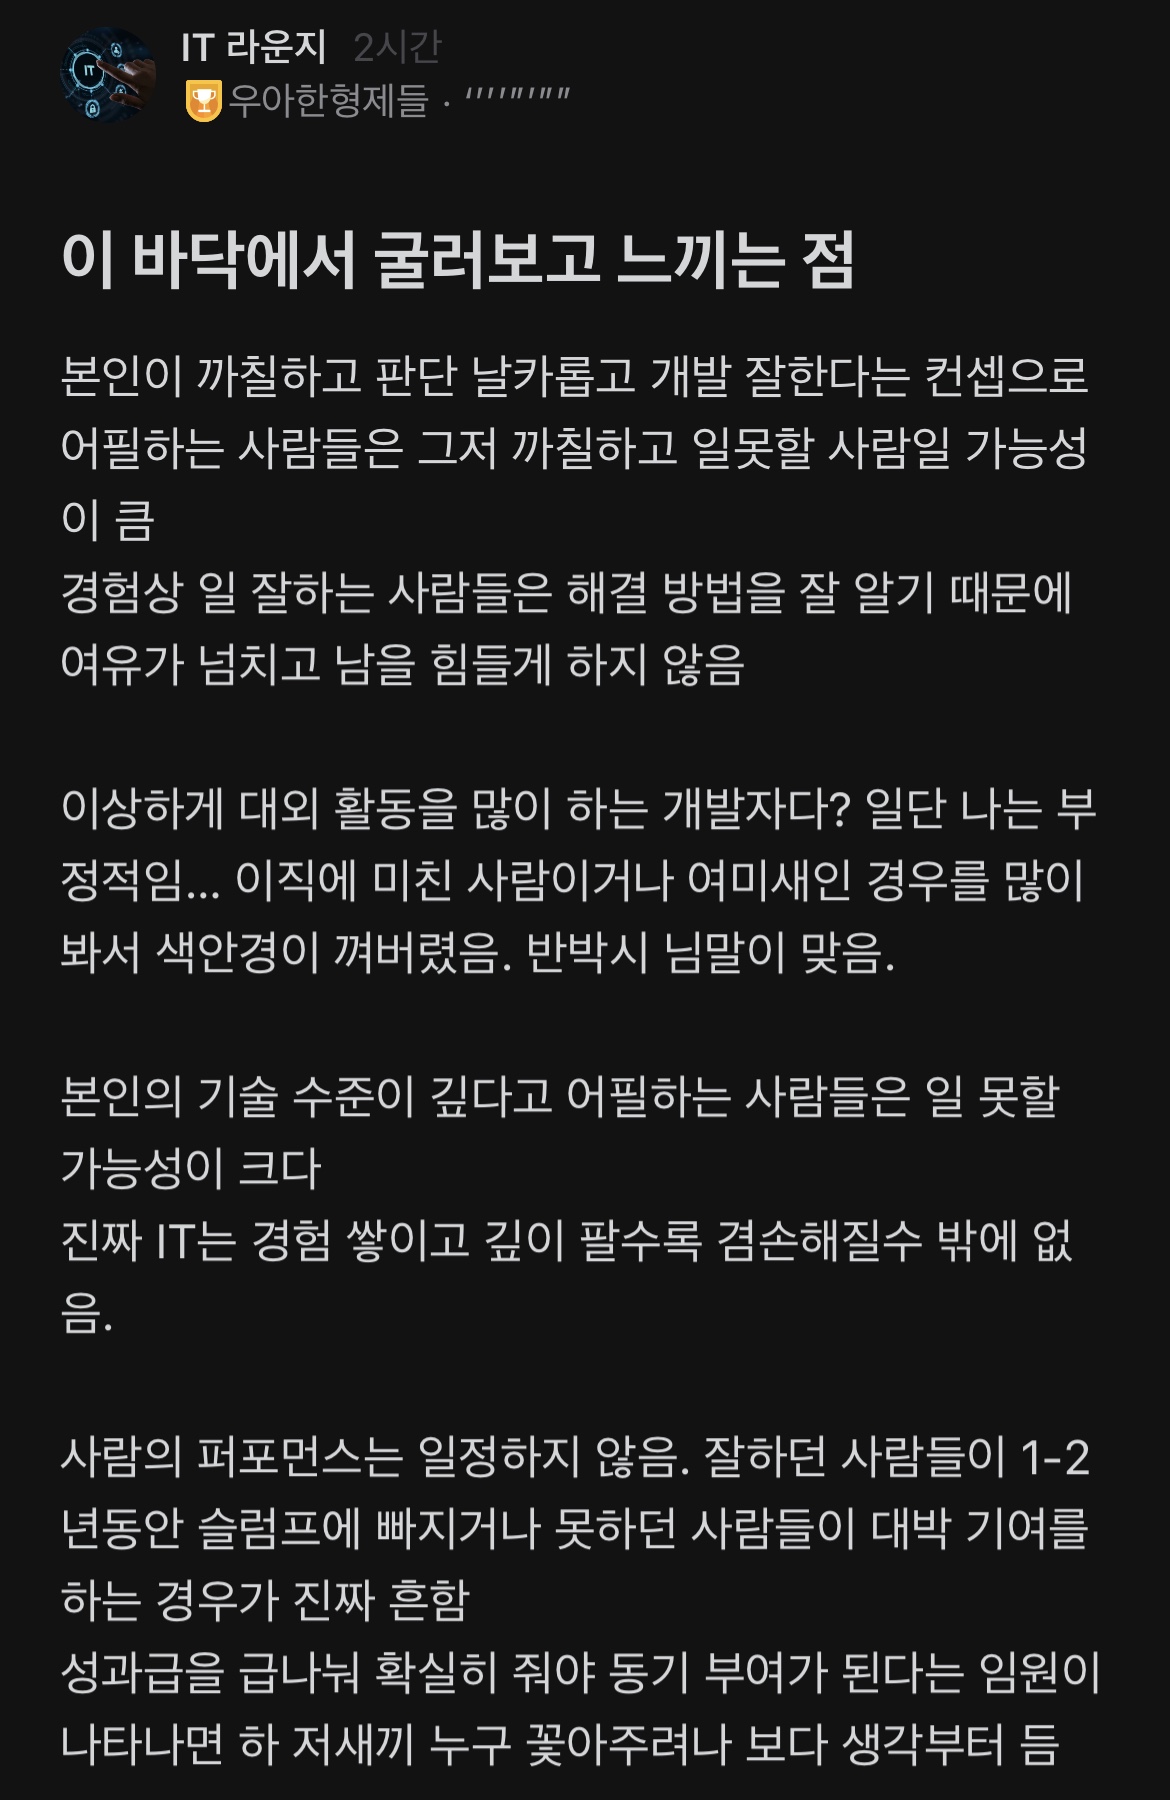 IT 라운지 2시간
우아한형제들 · ‘’’’”’””
이 바닥에서 굴러보고 느끼는 점
본인이 까칠하고 판단 날카롭고 개발 잘한다는 컨셉으로
어필하는 사람들은 그저 까칠하고 일못할 사람일 가능성
이 큼
경험상 일 잘하는 사람들은 해결 방법을 잘 알기 때문에
여유가 넘치고 남을 힘들게 하지 않음
이상하게 대외 활동을 많이 하는 개발자다? 일단 나는 부
정적임... 이직에 미친 사람이거나 여미새인 경우를 많이
봐서 색안경이 껴버렸음. 반박시 님말이 맞음.
본인의 기술 수준이 깊다고 어필하는 사람들은 일 못할
가능성이 크다
진짜 IT는 경험 쌓이고 깊이 팔수록 겸손해질수 밖에 없
음.
사람의 퍼포먼스는 일정하지 않음. 잘하던 사람들이 1-2
년동안 슬럼프에 빠지거나 못하던 사람들이 대박 기여를
하는 경우가 진짜 흔함
성과급을 급나눠 확실히 줘야 동기 부여가 된다는 임원이
나타나면 하 저새끼 누구 꽂아주려나 보다 생각부터 듬